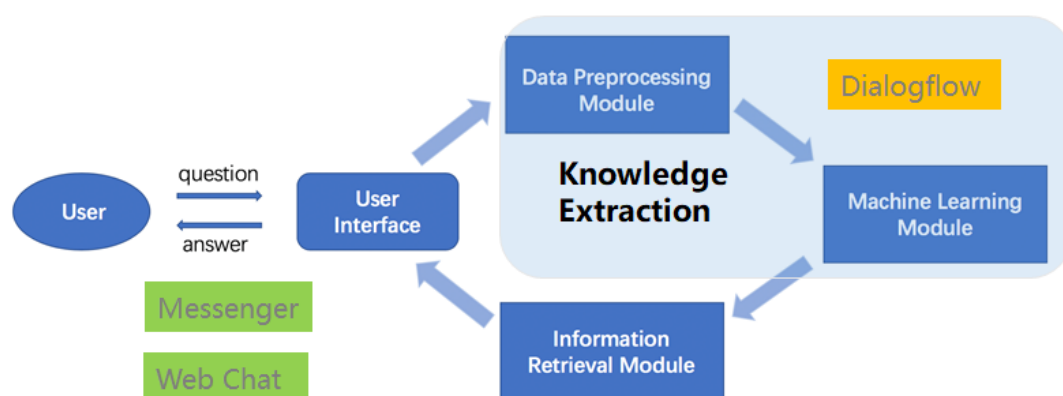 Data Preprocessing
Module
Dialogflow
question
User
User
Interface
answer
Knowledge
Extraction
Machine Learning
Module
Messenger
Web Chat
Information
Retrieval Module